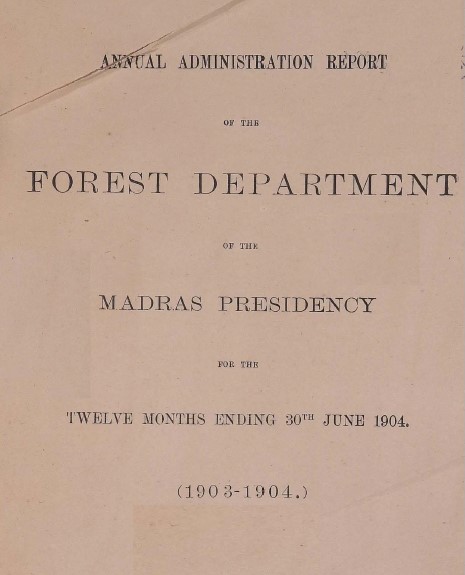 ANNUAL ADMINISTRATION REPORT
OF THE
FOREST DEPARTMENT
OF THE
MADRAS PRESIDENCY
FOR THE
TWELVE MONTHS ENDING 30TH JUNE 1904.
(1903-1904.)